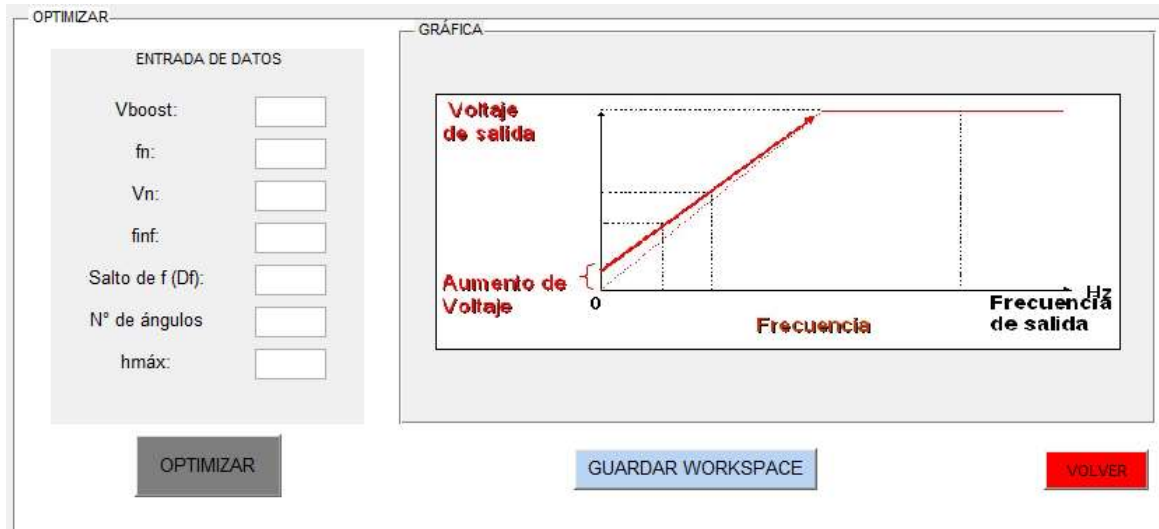 OPTIMIZAR
ENTRADA DE DATOS
Vboost:
fn:
Vn:
finf:
Salto de f (Df):
N° de ángulos
hmáx:
OPTIMIZAR
GRÁFICA
Voltaje
de salida
Aumento de
Voltaje
0
Hz
Frecuencia
de salida
Frecuencia
GUARDAR WORKSPACE
VOLVER